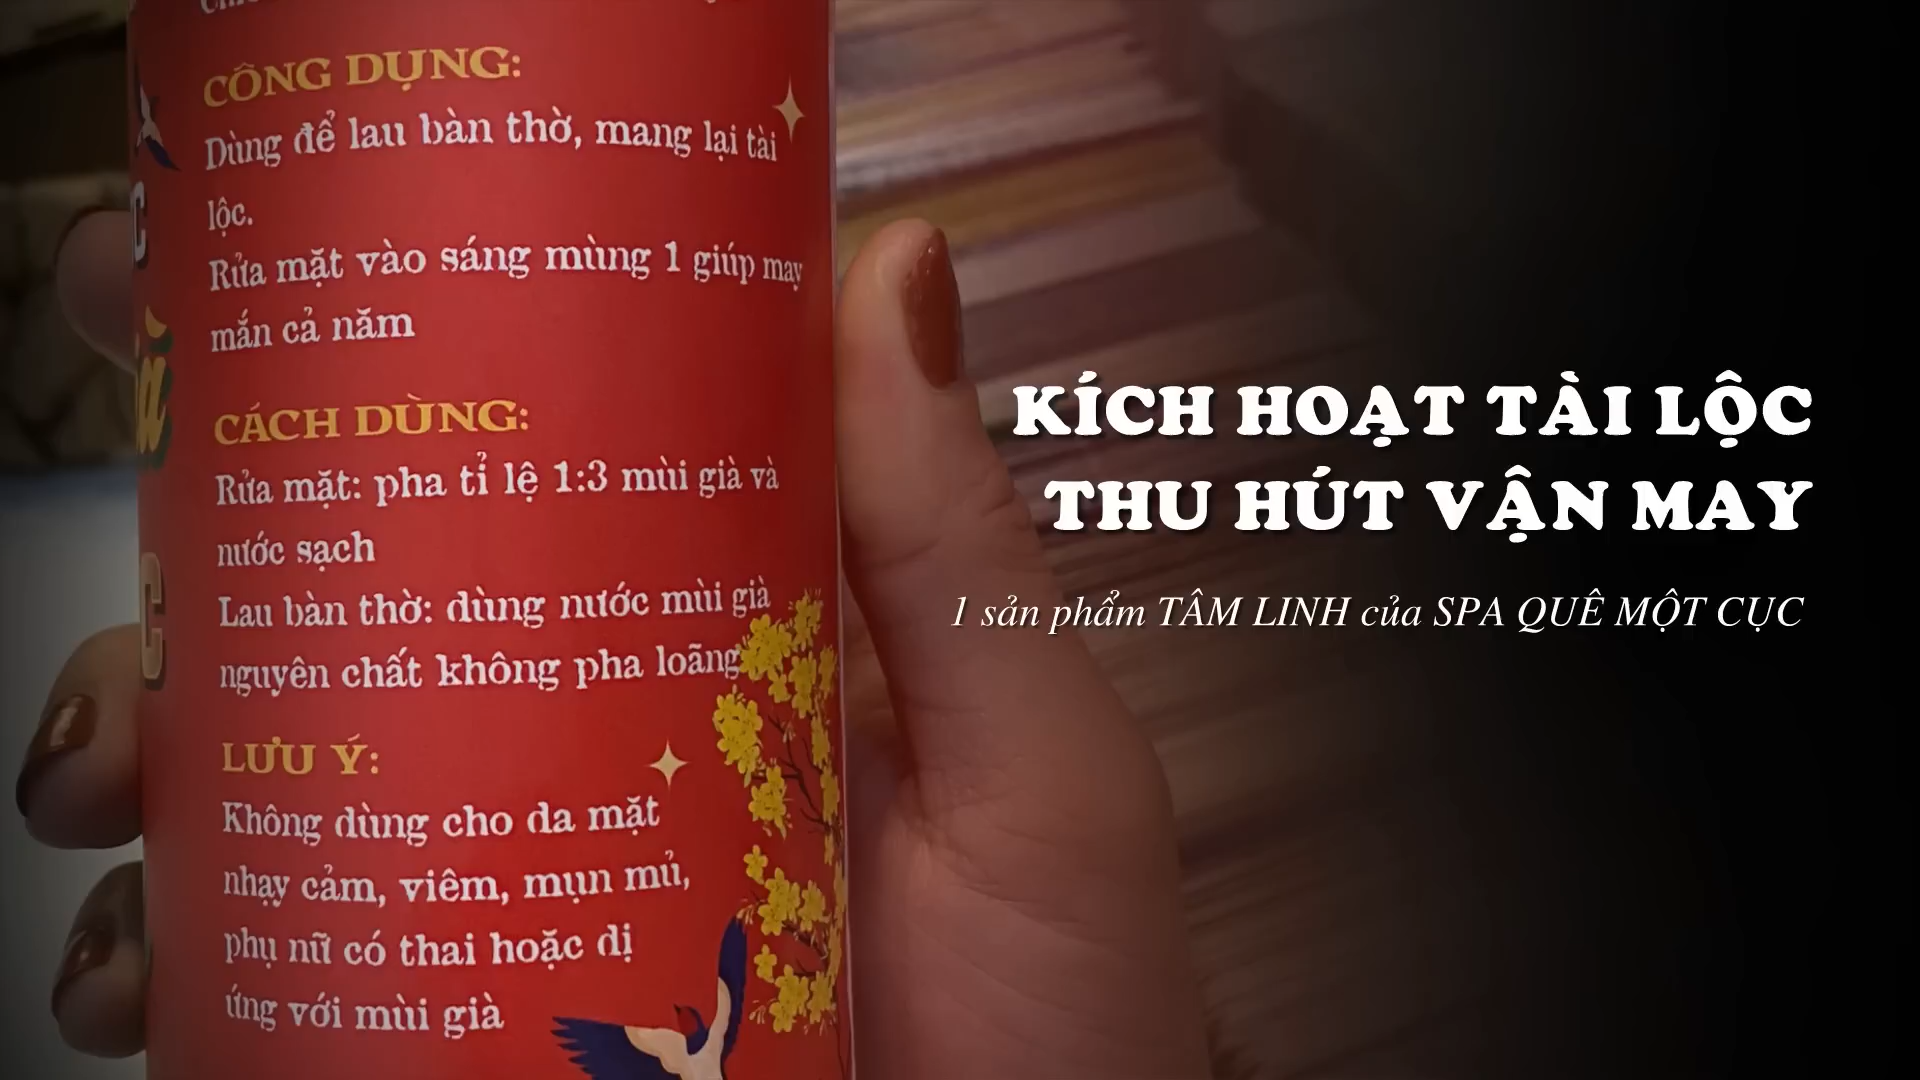 CÔNG DỤNG:
Dùng để lau bàn thờ, mang lại tài
lộc.
Rửa mặt vào sáng mùng 1 giúp may
mắn cả năm
CÁCH DÙNG:
Rửa mặt: pha tỉ lệ 1:3 mùi già và
nước sạch
Lau bàn thờ: dùng nước mùi già
nguyên chất không pha loãng
LƯU Ý:
Không dùng cho da mặt
nhạy cảm, viêm, mụn mủ,
phụ nữ có thai hoặc dị
ứng với mùi già
KÍCH HOẠT TÀI LỘC
THU HÚT VẬN MAY
1 sản phẩm TÂM LINH của SPA QUÊ MỘT CỤC